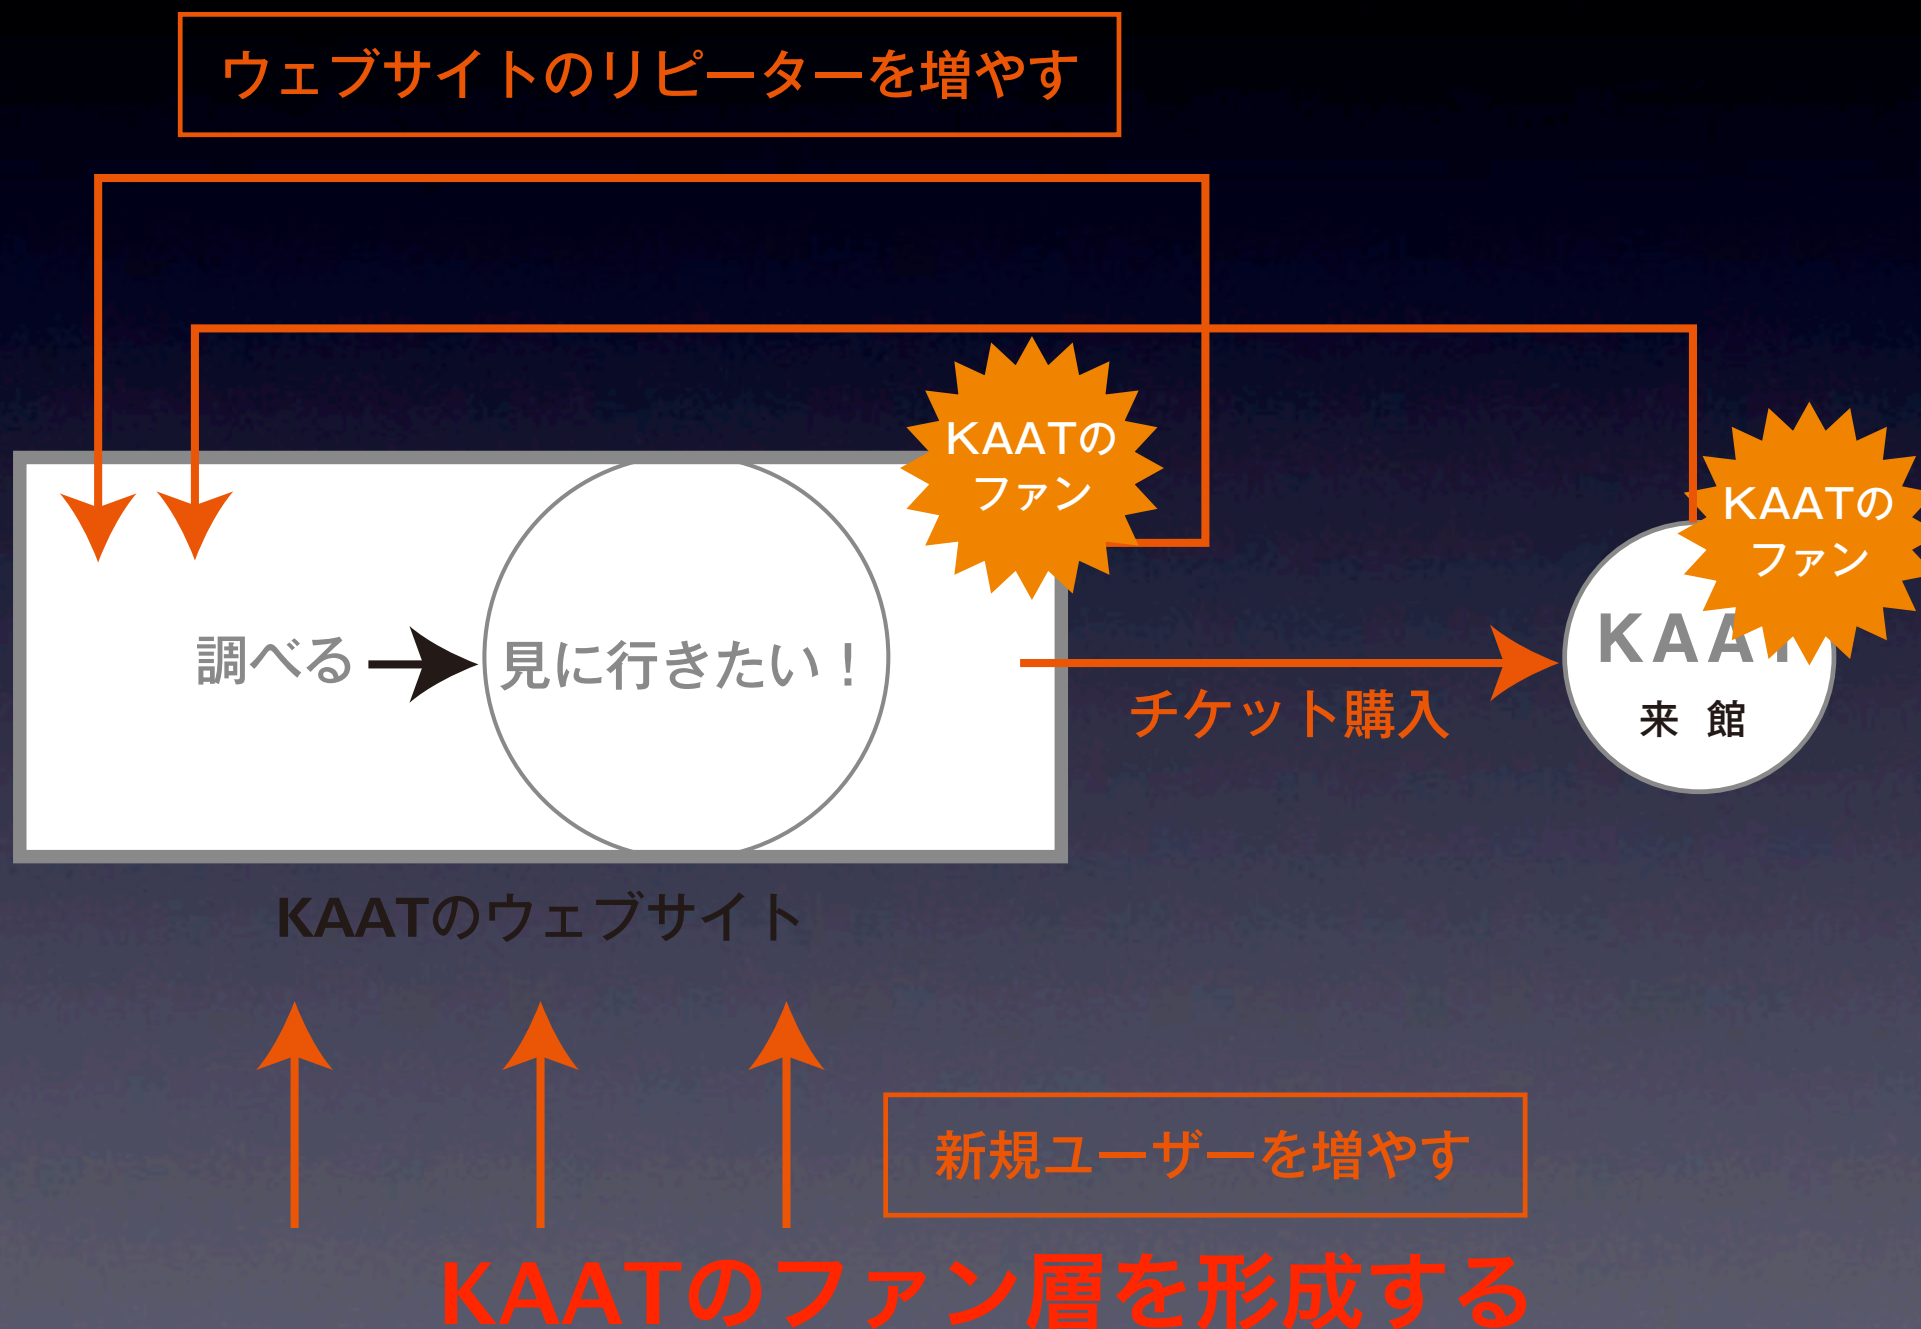 ウェブサイトのリピーターを増やす
KAATの
ファン
KAATの
ファン
調べる
見に行きたい！
チケット購入
KAAT
来 館
KAATのウェブサイト
新規ユーザーを増やす
KAATのファン層を形成する